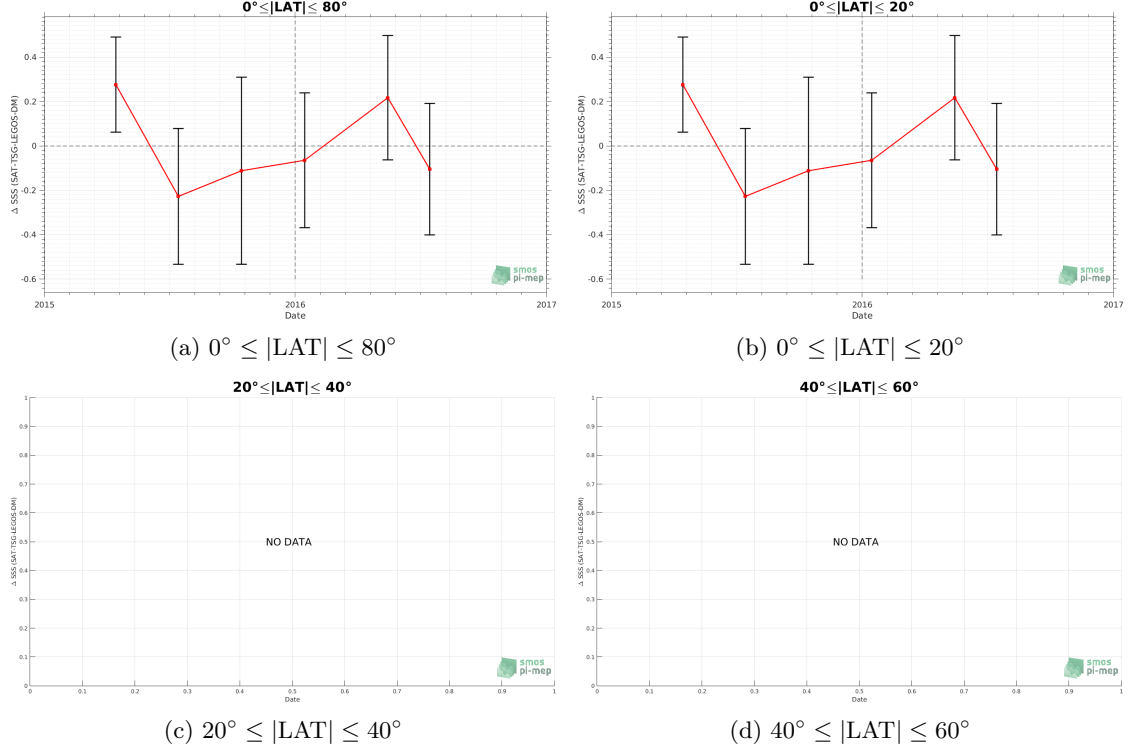 0°≤|LAT|≤ 80°
Δ SSS (SAT-TSG-LEGOS-DM)
0.4
0.2
0
-0.2
-0.4
-0.6
2015
2016
2017
Date
smos
pi-mep
(a) 0° ≤ |LAT| ≤ 80°
0°≤|LAT|≤ 20°
Δ SSS (SAT-TSG-LEGOS-DM)
0.4
0.2
0
-0.2
-0.4
-0.6
2015
2016
2017
Date
smos
pi-mep
(b) 0° ≤ |LAT| ≤ 20°
20°≤|LAT|≤ 40°
Δ SSS (SAT-TSG-LEGOS-DM)
1
0.9
0.8
0.7
0.6
0.5
0.4
0.3
0.2
0.1
0
NO DATA
smos
pi-mep
0 0.1 0.2 0.3 0.4 0.5 0.6 0.7 0.8 0.9 1
Date
(c) 20° ≤ |LAT| ≤ 40°
40°≤|LAT|≤ 60°
Δ SSS (SAT-TSG-LEGOS-DM)
1
0.9
0.8
0.7
0.6
0.5
0.4
0.3
0.2
0.1
0
NO DATA
smos
pi-mep
0 0.1 0.2 0.3 0.4 0.5 0.6 0.7 0.8 0.9 1
Date
(d) 40° ≤ |LAT| ≤ 60°